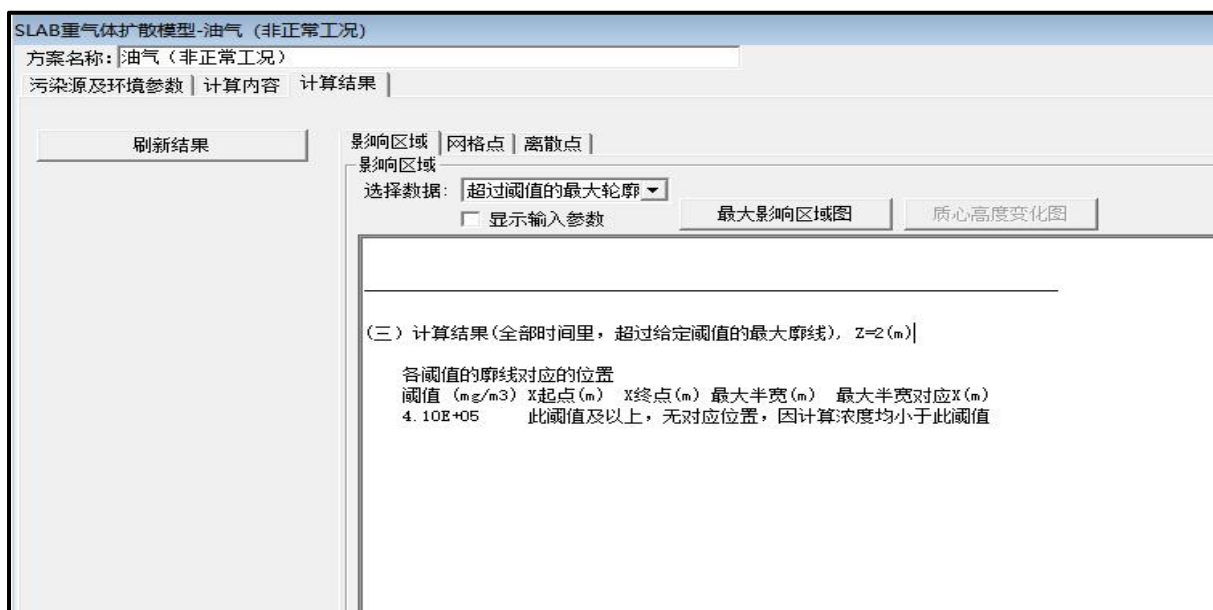 SLAB重气体扩散模型-油气（非正常工况）
方案名称: 油气（非正常工况）
污染源及环境参数 计算内容 计算结果
刷新结果
影响区域 网格点 离散点
影响区域
选择数据: 超过阈值的最大轮廓
显示输入参数 最大影响区域图 质心高度变化图
(三) 计算结果(全部时间里，超过给定阈值的最大廓线), Z=2(m)
各阈值的廓线对应的位置
阈值 (mg/m3) X起点(m) X终点(m) 最大半宽(m) 最大半宽对应X(m)
4.10E+05 此阈值及以上，无对应位置，因计算浓度均小于此阈值